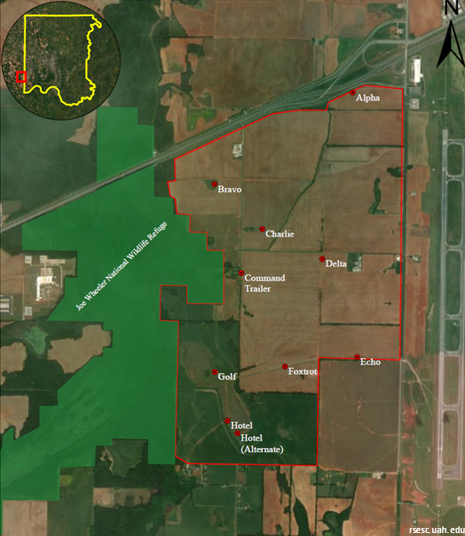 N
Alpha
Bravo
Charlie
Joe Wheeler National Wildlife Refuge
Delta
Command
Trailer
Echo
Foxtrot
Golf
Hotel
Hotel
(Alternate)
rsesc.uah.edu